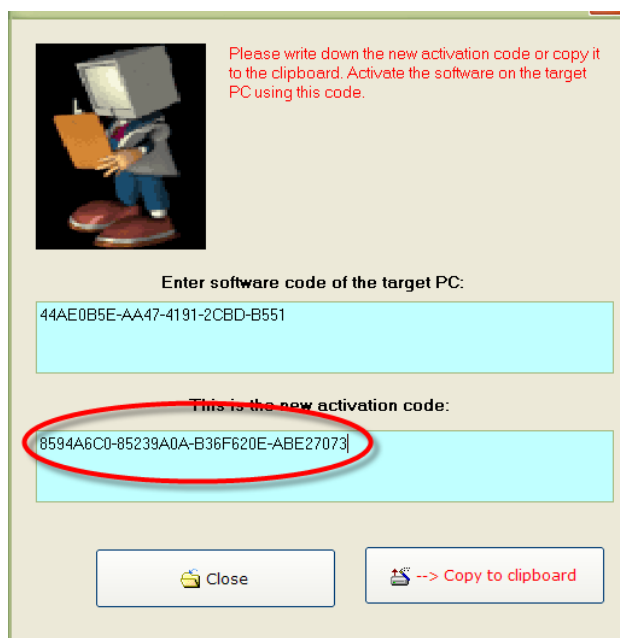 Please write down the new activation code or copy it
to the clipboard. Activate the software on the target
PC using this code.
Enter software code of the target PC:
44AE0B5E-AA47-4191-2CBD-B551
This is the new activation code:
8594A6C0-85239A0A-B36F620E-ABE27073
Close
--> Copy to clipboard